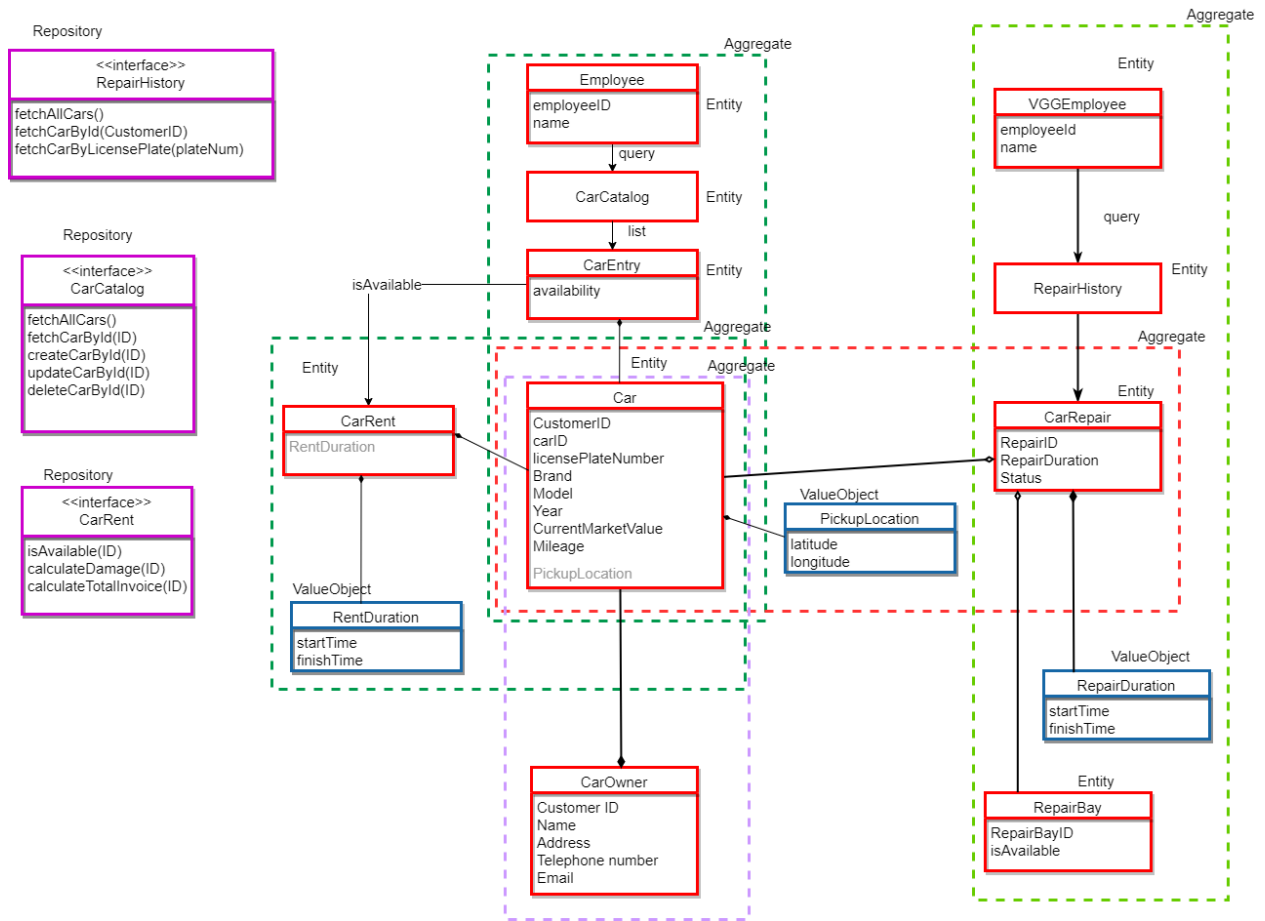 Repository
<<interface>>
RepairHistory
fetchAllCars()
fetchCarById(CustomerID)
fetchCarByLicensePlate(plateNum)
Repository
<<interface>>
CarCatalog
fetchAllCars()
fetchCarById(ID)
createCarById(ID)
updateCarById(ID)
deleteCarById(ID)
Repository
<<interface>>
CarRent
isAvailable(ID)
calculateDamage(ID)
calculateTotalInvoice(ID)
Aggregate
Employee
employeeID
name
Entity
query
CarCatalog
Entity
list
CarEntry
availability
Entity
isAvailable
Aggregate
Entity
CarRent
RentDuration
ValueObject
RentDuration
startTime
finishTime
Aggregate
Entity
Car
CustomerID
carID
licensePlateNumber
Brand
Model
Year
CurrentMarketValue
Mileage
PickupLocation
ValueObject
PickupLocation
latitude
longitude
CarOwner
Customer ID
Name
Address
Telephone number
Email
Aggregate
Entity
VGGEmployee
employeeId
name
query
Entity
RepairHistory
Aggregate
Entity
CarRepair
RepairID
RepairDuration
Status
ValueObject
RepairDuration
startTime
finishTime
Entity
RepairBay
RepairBayID
isAvailable